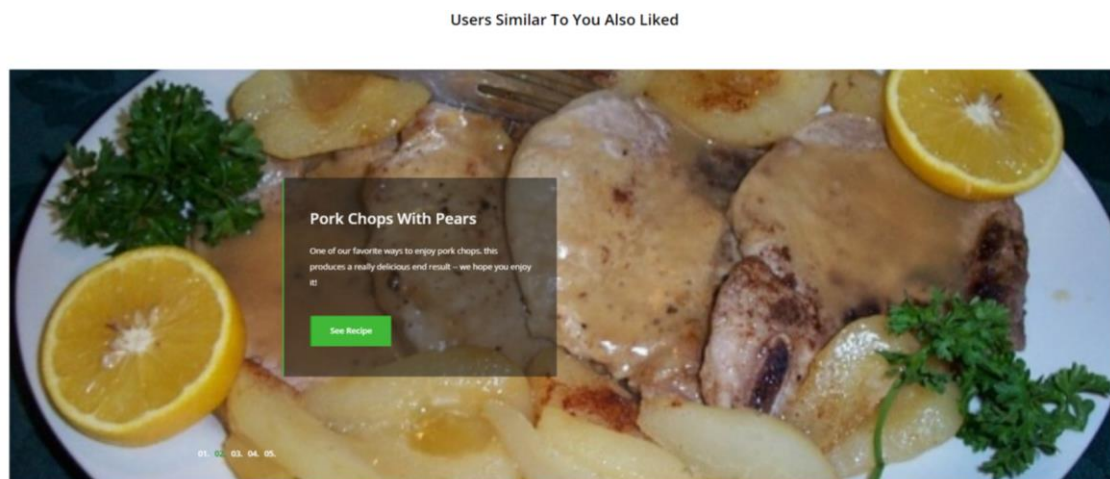 Users Similar To You Also Liked
Pork Chops With Pears
One of our favorite ways to enjoy pork chops. this
produces a really delicious end result -- we hope you enjoy
it!
See Recipe
01. 02. 03. 04. 05.